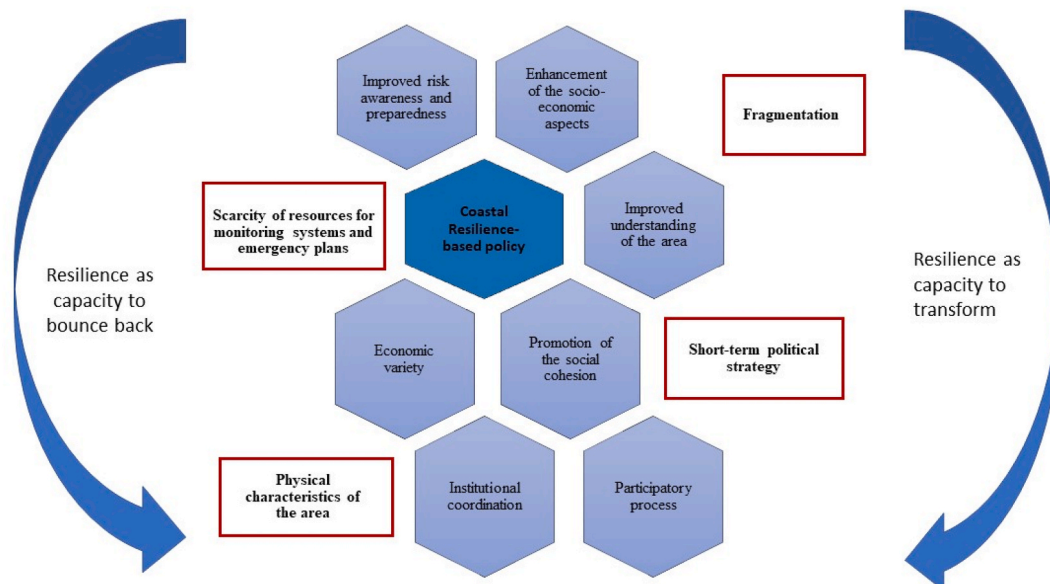 Improved risk
awareness and
preparedness
Enhancement
of the socio-
economic
aspects
Fragmentation
Scarcity of resources for
monitoring systems and
emergency plans
Coastal
Resilience-
based policy
Improved
understanding
of the area
Resilience as
capacity to
bounce back
Resilience as
capacity to
transform
Economic
variety
Promotion of
the social
cohesion
Short-term political
strategy
Physical
characteristics of
the area
Institutional
coordination
Participatory
process